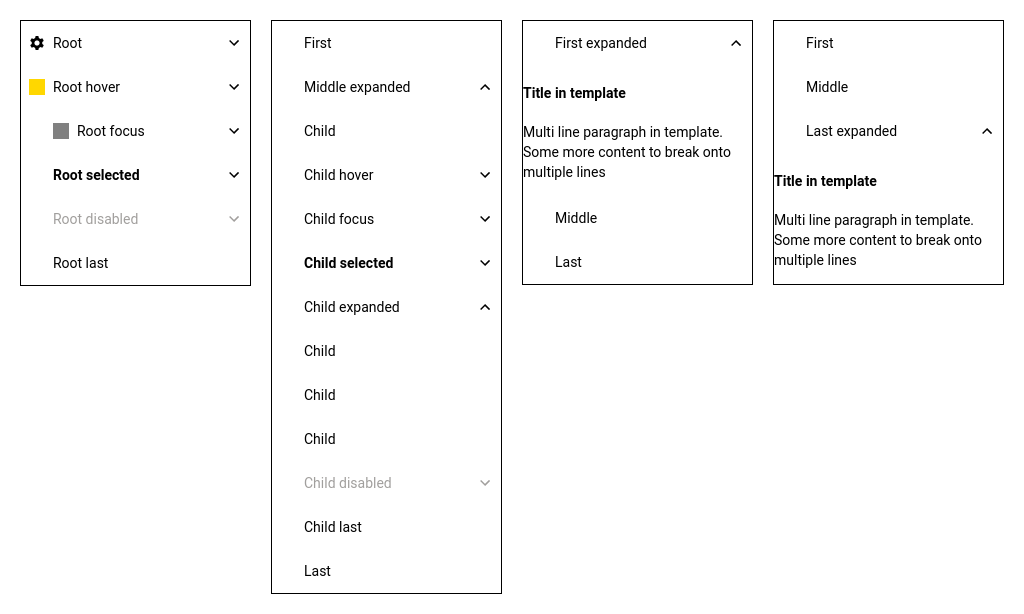 Root
Root hover
Root focus
Root selected
Root disabled
Root last
First
Middle expanded
Child
Child hover
Child focus
Child selected
Child expanded
Child
Child
Child
Child disabled
Child last
Last
First expanded
Title in template
Multi line paragraph in template.
Some more content to break onto
multiple lines
Middle
Last
First
Middle
Last expanded
Title in template
Multi line paragraph in template.
Some more content to break onto
multiple lines